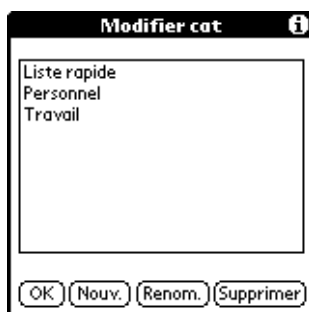 Modifier cat
Liste rapide
Personnel
Travail
OK Nouv. Renom. Supprimer